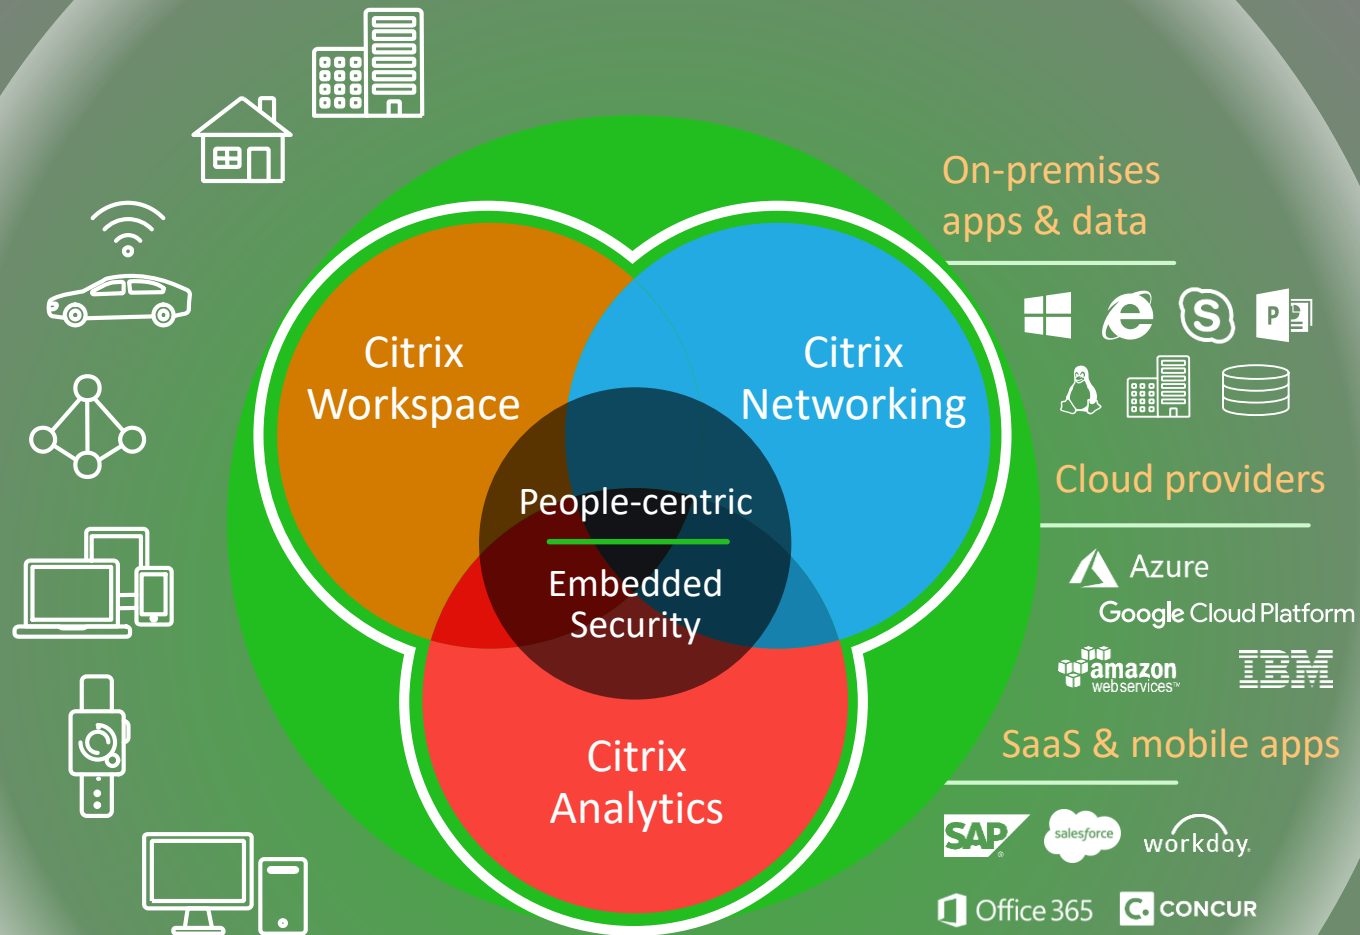 Citrix
Workspace
Citrix
Networking
People-centric
Embedded
Security
Citrix
Analytics
On-premises
apps & data
S
P
Cloud providers
Azure
Google Cloud Platform
amazon
webservices™
IBM
SaaS & mobile apps
SAP®
salesforce
workday.
Office 365
C. CONCUR